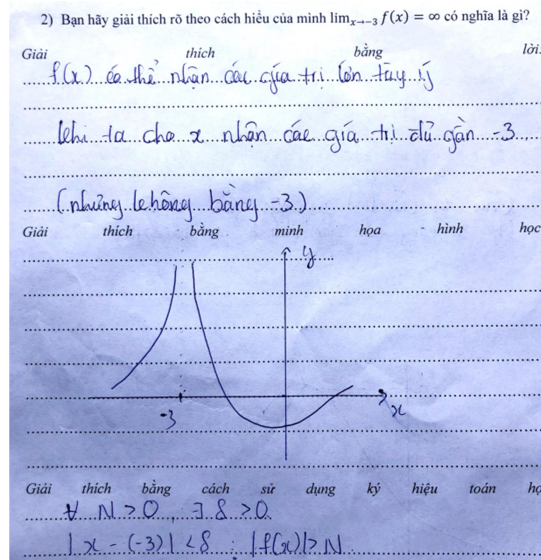 2) Bạn hãy giải thích rõ theo cách hiểu của mình lim_{x→-3} f(x) = ∞ có nghĩa là gì?
Giải thích bằng lời.
f(x) có thể nhận các gía trị lớn tùy ý
khi ta cho x nhận các giá trị đủ gần -3
(nhưng không bằng -3)
Giải thích bằng minh họa hình học
y
-3
x
Giải thích bằng cách sử dụng ký hiệu toán họ
∀ N > 0, ∃ δ > 0
|x - (-3)| < δ : |f(x)| > N